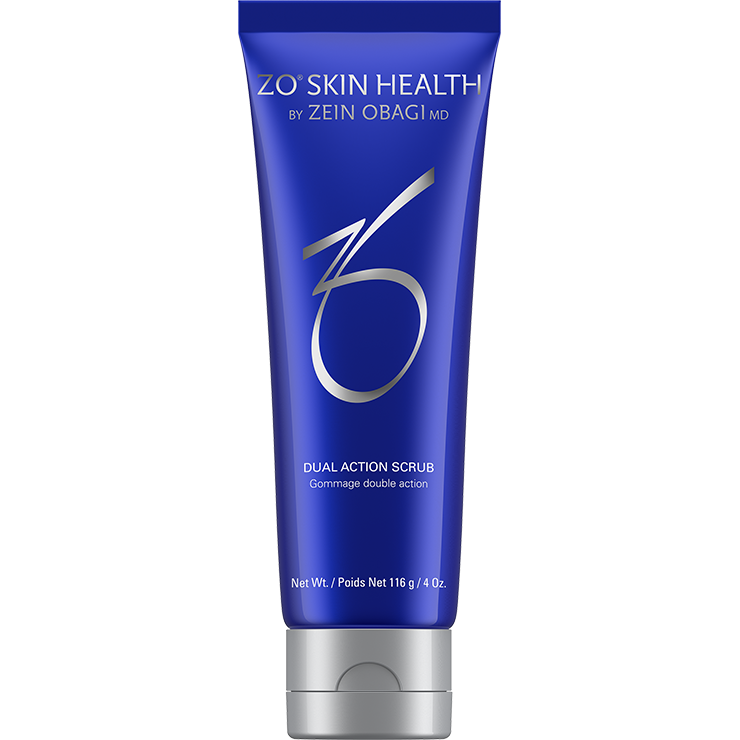 ZO® SKIN HEALTH
BY ZEIN OBAGI MD
DUAL ACTION SCRUB
Gommage double action
Net Wt. / Poids Net 116 g / 4 Oz.